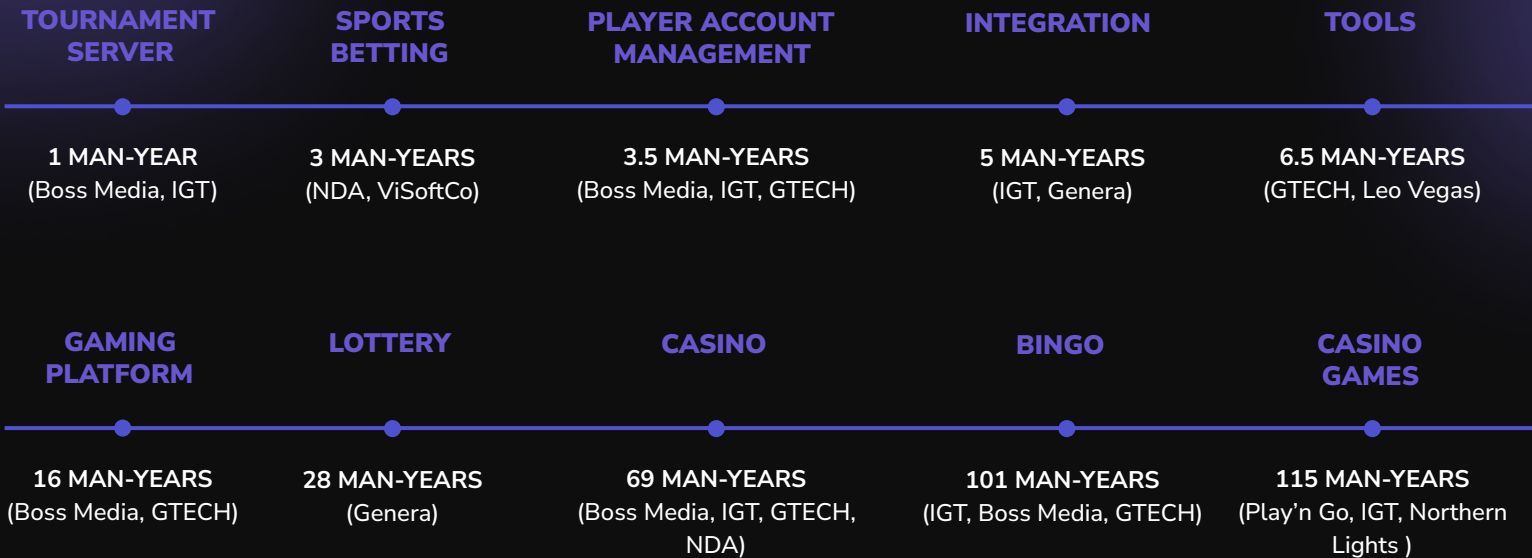 TOURNAMENT
SERVER
SPORTS
BETTING
PLAYER ACCOUNT
MANAGEMENT
INTEGRATION
TOOLS
1 MAN-YEAR
(Boss Media, IGT)
3 MAN-YEARS
(NDA, ViSoftCo)
3.5 MAN-YEARS
(Boss Media, IGT, GTECH)
5 MAN-YEARS
(IGT, Genera)
6.5 MAN-YEARS
(GTECH, Leo Vegas)
GAMING
PLATFORM
LOTTERY
CASINO
BINGO
CASINO
GAMES
16 MAN-YEARS
(Boss Media, GTECH)
28 MAN-YEARS
(Genera)
69 MAN-YEARS
(Boss Media, IGT, GTECH,
NDA)
101 MAN-YEARS
(IGT, Boss Media, GTECH)
115 MAN-YEARS
(Play’n Go, IGT, Northern
Lights )